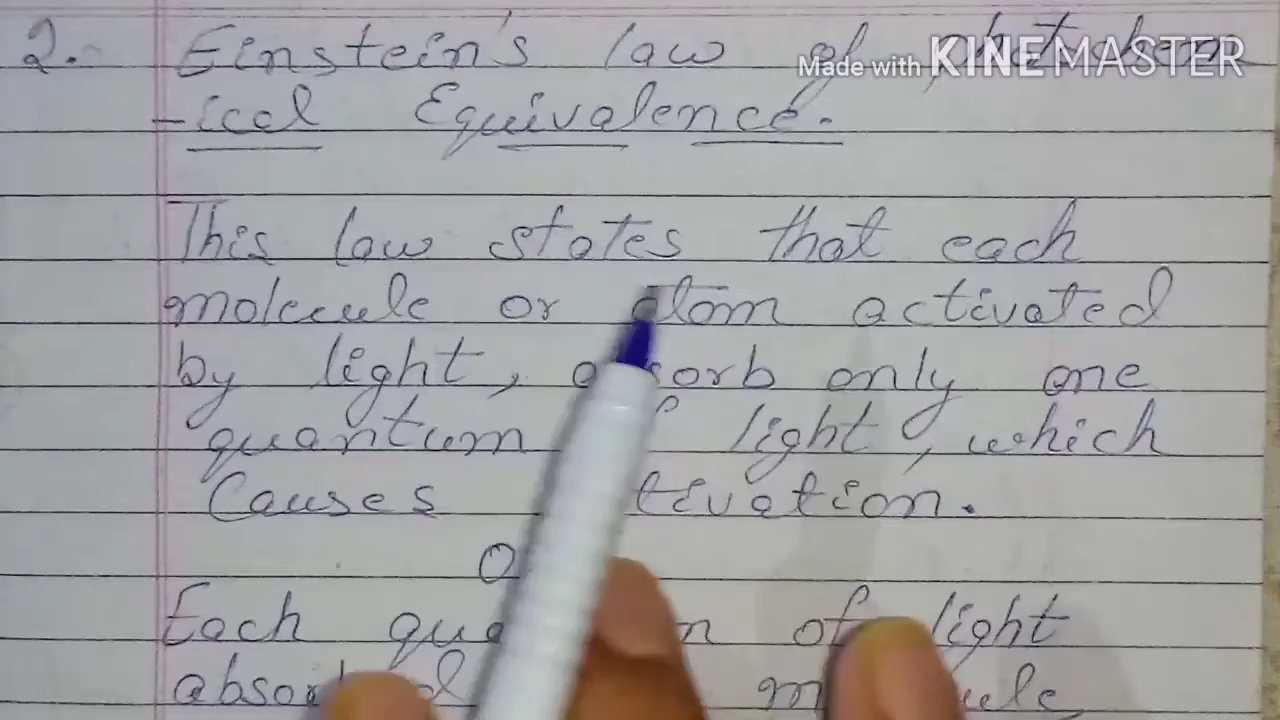 2. Einstein's law of photochem
Made with KINEMASTER
-ical Equivalence.
This law states that each
molecule or atom activated
by light, absorb only one
quantum light, which
Causes
Each of light